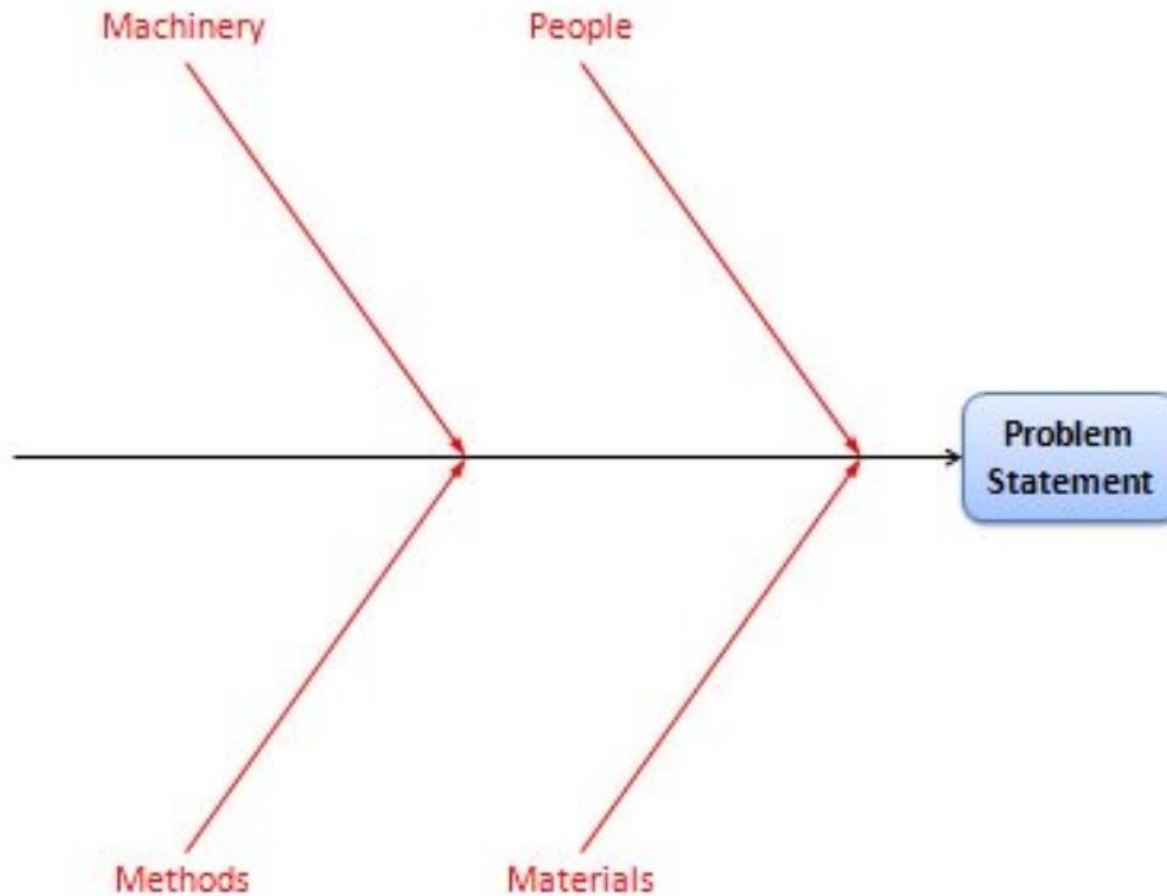 Machinery
People
Problem
Statement
Methods
Materials